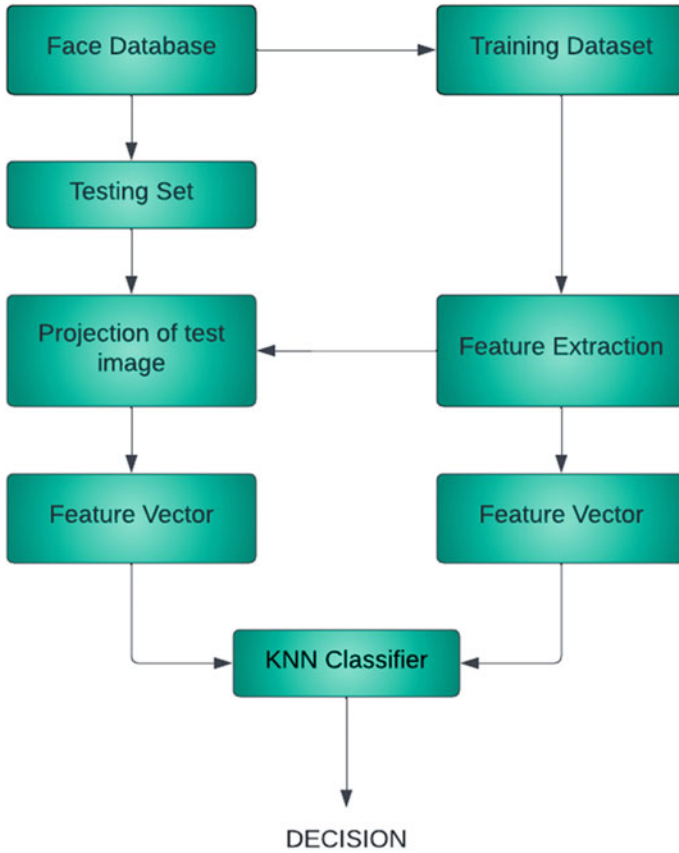 Face Database
Training Dataset
Testing Set
Projection of test
image
Feature Extraction
Feature Vector
Feature Vector
KNN Classifier
DECISION